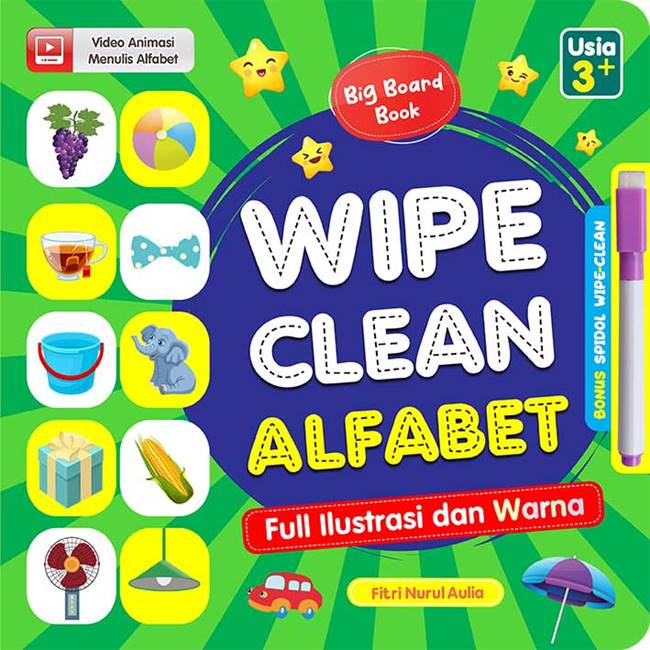 Video Animasi
Menulis Alfabet
Usia
3+
Big Board
Book
WIPE
CLEAN
ALFABET
BONUS SPIDOL WIPE-CLEAN
Full Ilustrasi dan Warna
Fitri Nurul Aulia